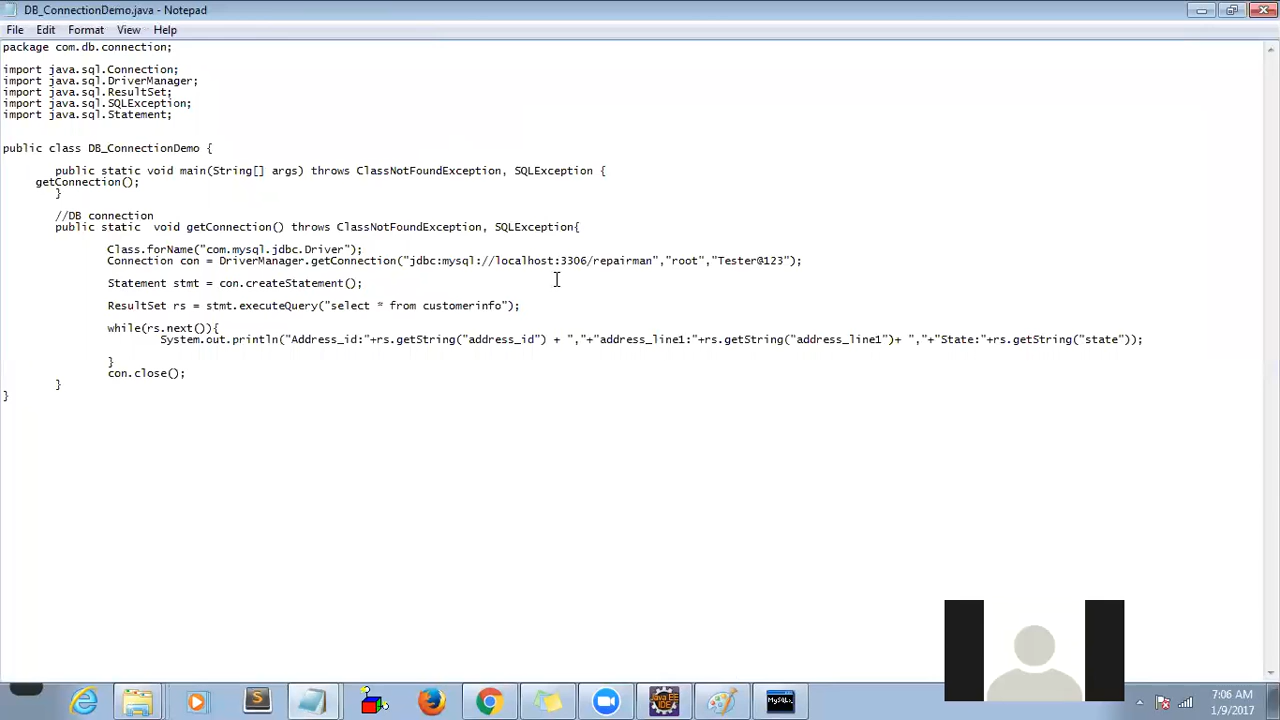 DB_ConnectionDemo.java - Notepad
File Edit Format View Help
package com.db.connection;
import java.sql.Connection;
import java.sql.DriverManager;
import java.sql.ResultSet;
import java.sql.SQLException;
import java.sql.Statement;
public class DB_ConnectionDemo {
public static void main(String[] args) throws ClassNotFoundException, SQLException {
getConnection();
}
//DB connection
public static  void getConnection() throws ClassNotFoundException, SQLException{
Class.forName("com.mysql.jdbc.Driver");
Connection con = DriverManager.getConnection("jdbc:mysql://localhost:3306/repairman","root","Tester@123");
Statement stmt = con.createStatement();
ResultSet rs = stmt.executeQuery("select * from customerinfo");
while(rs.next()){
System.out.println("Address_id:"+rs.getString("address_id") + ","+"address_line1:"+rs.getString("address_line1")+ ","+"State:"+rs.getString("state"));
}
con.close();
}
}
S
Java EE
IDE
MySQL
7:06 AM
1/9/2017